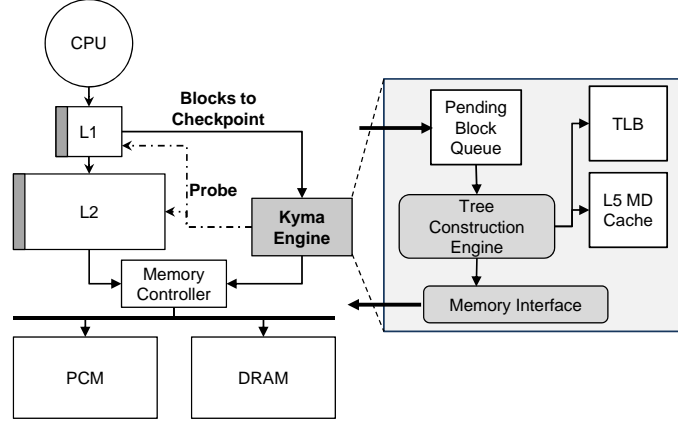 CPU
L1
Blocks to
Checkpoint
Probe
L2
Kyma
Engine
Memory
Controller
PCM
DRAM
Pending
Block
Queue
TLB
Tree
Construction
Engine
L5 MD
Cache
Memory Interface